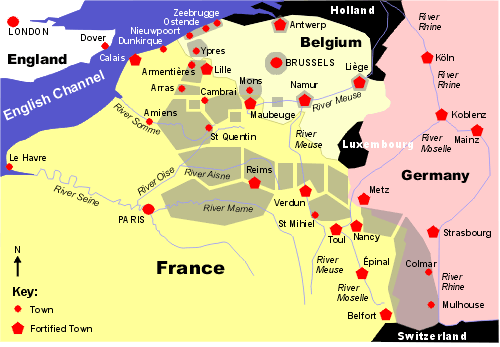 Zeebrugge
Holland
Ostende
LONDON
Nieuwpoort
Antwerp
River
Rhine
Dover
Dunkirque
Belgium
England
Calais
Ypres
Köln
BRUSSELS
Armentières
Lille
Liège
River
Rhine
English Channel
Arras
Mons
Namur
Cambrai
River Meuse
River Somme
Amiens
Maubeuge
Koblenz
St Quentin
River
Meuse
Luxembourg
River
Moselle
Mainz
Le Havre
River Oise
River Aisne
Reims
Germany
River Seine
Metz
Verdun
PARIS
River Marne
St Mihiel
Strasbourg
Toul
Nancy
N
France
River
Meuse
Épinal
Colmar
River
Rhine
Key:
River
Moselle
Town
Mulhouse
Belfort
Fortified Town
Switzerland